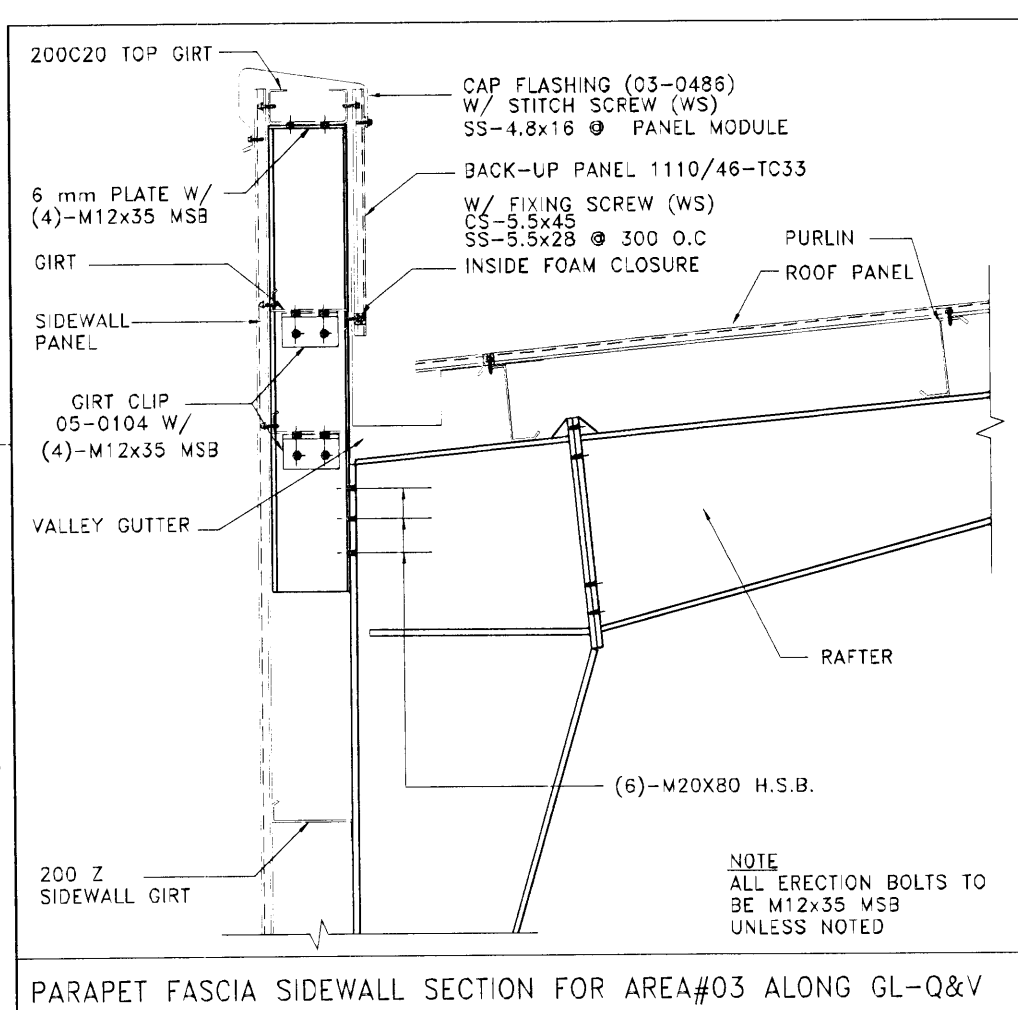 200C20 TOP GIRT
CAP FLASHING (03-0486)
W/ STITCH SCREW (WS)
SS-4.8x16 @ PANEL MODULE
6 mm PLATE W/
(4)-M12x35 MSB
BACK-UP PANEL 1110/46-TC33
W/ FIXING SCREW (WS)
CS-5.5x45
SS-5.5x28 @ 300 O.C
INSIDE FOAM CLOSURE
PURLIN
ROOF PANEL
GIRT
SIDEWALL
PANEL
GIRT CLIP
05-0104 W/
(4)-M12x35 MSB
VALLEY GUTTER
RAFTER
(6)-M20X80 H.S.B.
200 Z
SIDEWALL GIRT
NOTE
ALL ERECTION BOLTS TO
BE M12x35 MSB
UNLESS NOTED
PARAPET FASCIA SIDEWALL SECTION FOR AREA#03 ALONG GL-Q&V